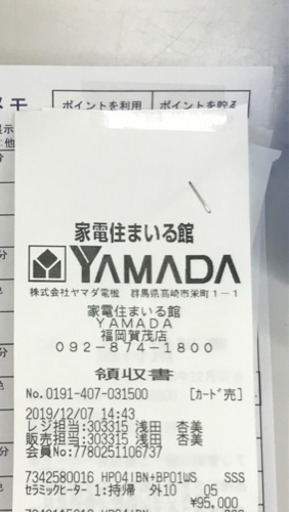 ポイントを利用 ポイントを貯る
家電住まいる館
YAMADA
株式会社ヤマダ電機 群馬県高崎市栄町1-1
家電住まいる館
YAMADA
福岡賀茂店
092-874-1800
領収書
No.0191-407-031500 [カード売]
2019/12/07 14:43
レジ担当:303315 浅田 杏美
販売担当:303315 浅田 杏美
会員No:7780251106737
7342580016 HP04IBN+BP01WS SSS
セラミックヒーター 1:持帰 外10 05
¥95,000